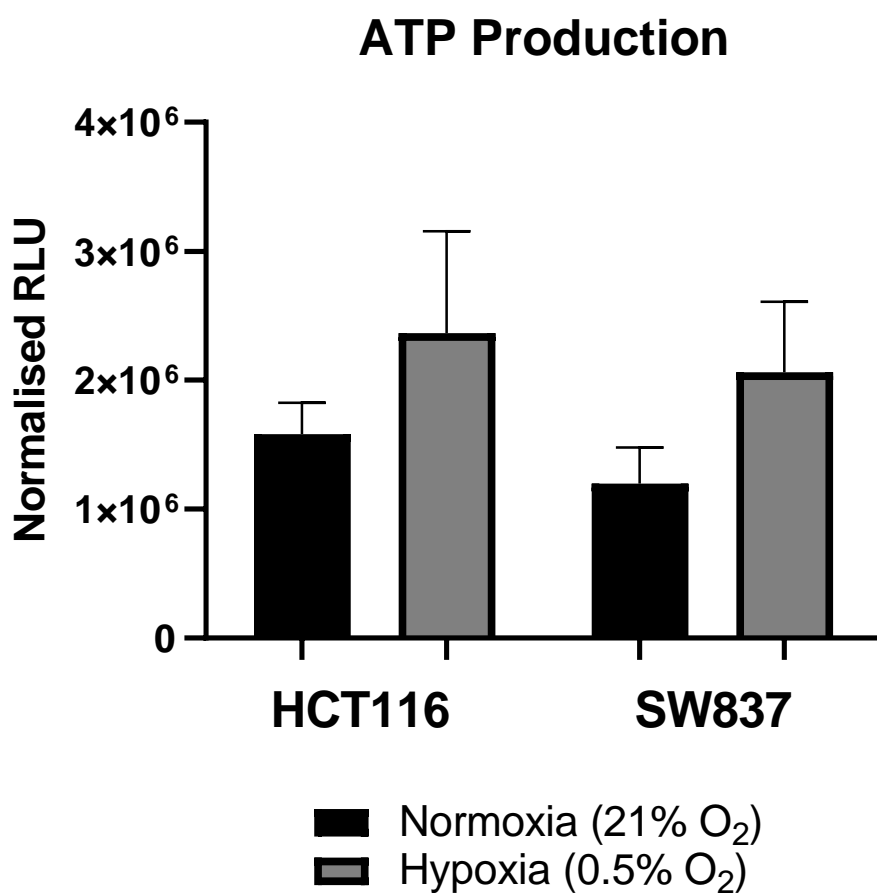 ATP Production
Normalised RLU
4×10⁶
3×10⁶
2×10⁶
1×10⁶
0
HCT116 SW837
Normoxia (21% O₂)
Hypoxia (0.5% O₂)